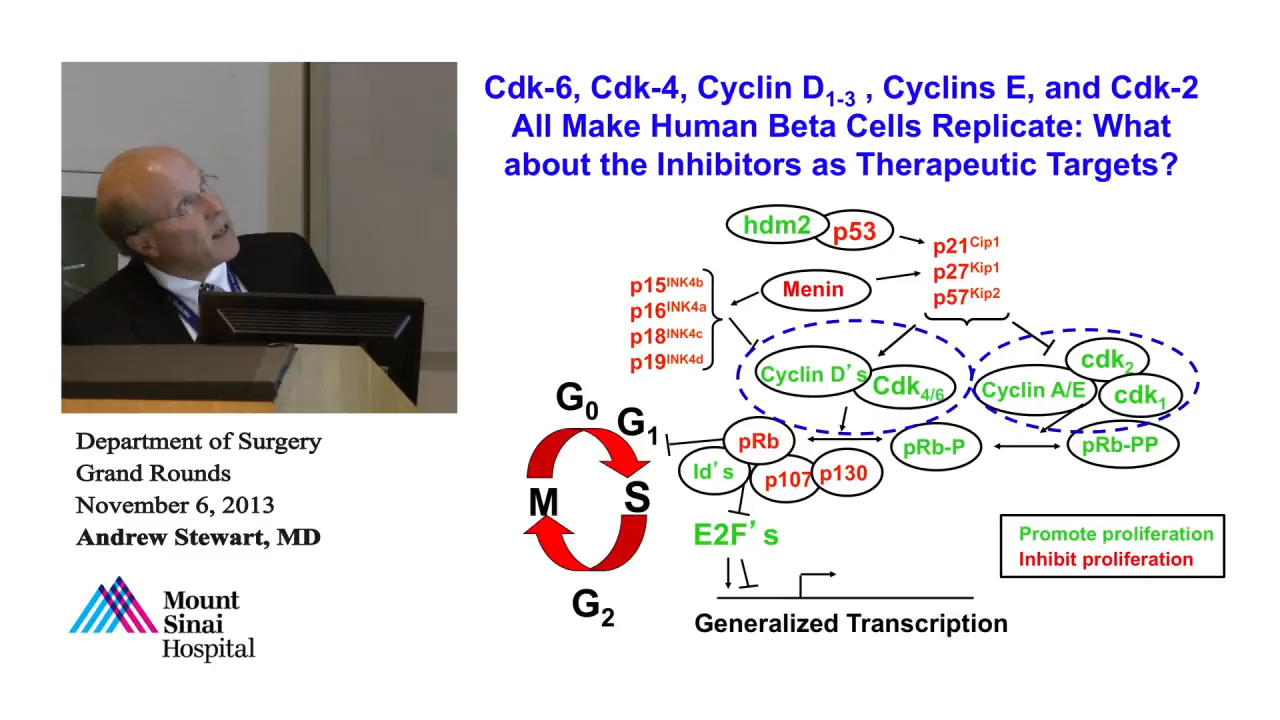 Cdk-6, Cdk-4, Cyclin D1-3 , Cyclins E, and Cdk-2
All Make Human Beta Cells Replicate: What
about the Inhibitors as Therapeutic Targets?
hdm2
p53
p21Cip1
p27Kip1
p57Kip2
Menin
p15INK4b
p16INK4a
p18INK4c
p19INK4d
Cyclin D's
Cdk4/6
Cyclin A/E
cdk2
cdk1
G0
G1
S
G2
M
pRb
pRb-P
pRb-PP
Id's
p107
p130
E2F's
Promote proliferation
Inhibit proliferation
Generalized Transcription
Department of Surgery
Grand Rounds
November 6, 2013
Andrew Stewart, MD
Mount
Sinai
Hospital